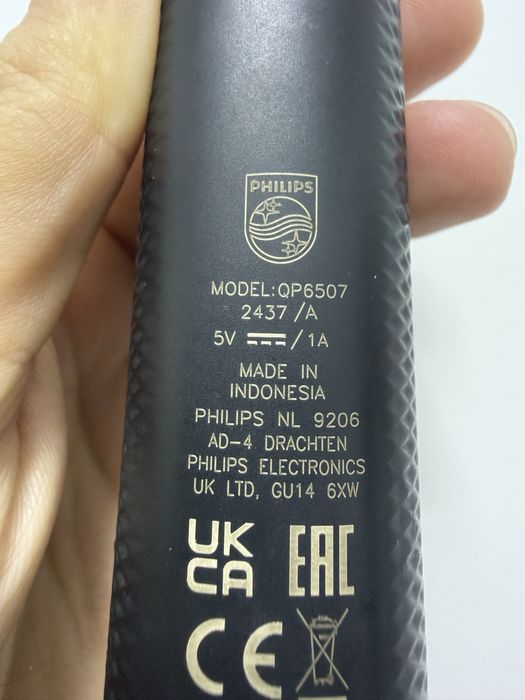 PHILIPS
MODEL:QP6507
2437 /A
5V ⎓ / 1A
MADE IN
INDONESIA
PHILIPS NL 9206
AD-4 DRACHTEN
PHILIPS ELECTRONICS
UK LTD, GU14 6XW
UK
CA
EAC
CE